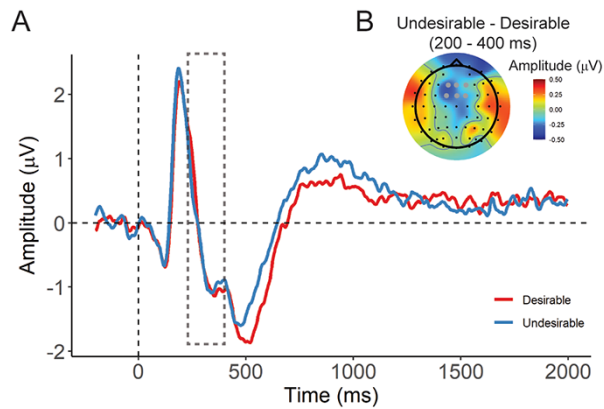 A
B
Undesirable - Desirable
(200 - 400 ms)
Amplitude (μV)
0.50
0.25
0.00
-0.25
-0.50
Amplitude (μV)
2
1
0
-1
-2
Desirable
Undesirable
0
500
1000
1500
2000
Time (ms)